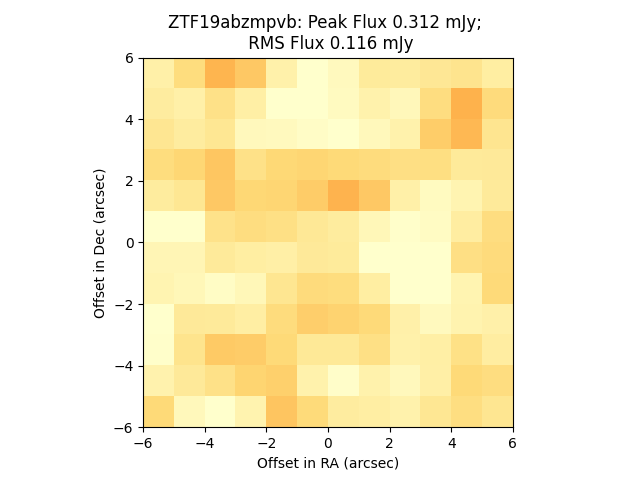 ZTF19abzmpvb: Peak Flux 0.312 mJy;
RMS Flux 0.116 mJy
6
4
2
0
−2
−4
−6
Offset in Dec (arcsec)
−6 −4 −2 0 2 4 6
Offset in RA (arcsec)